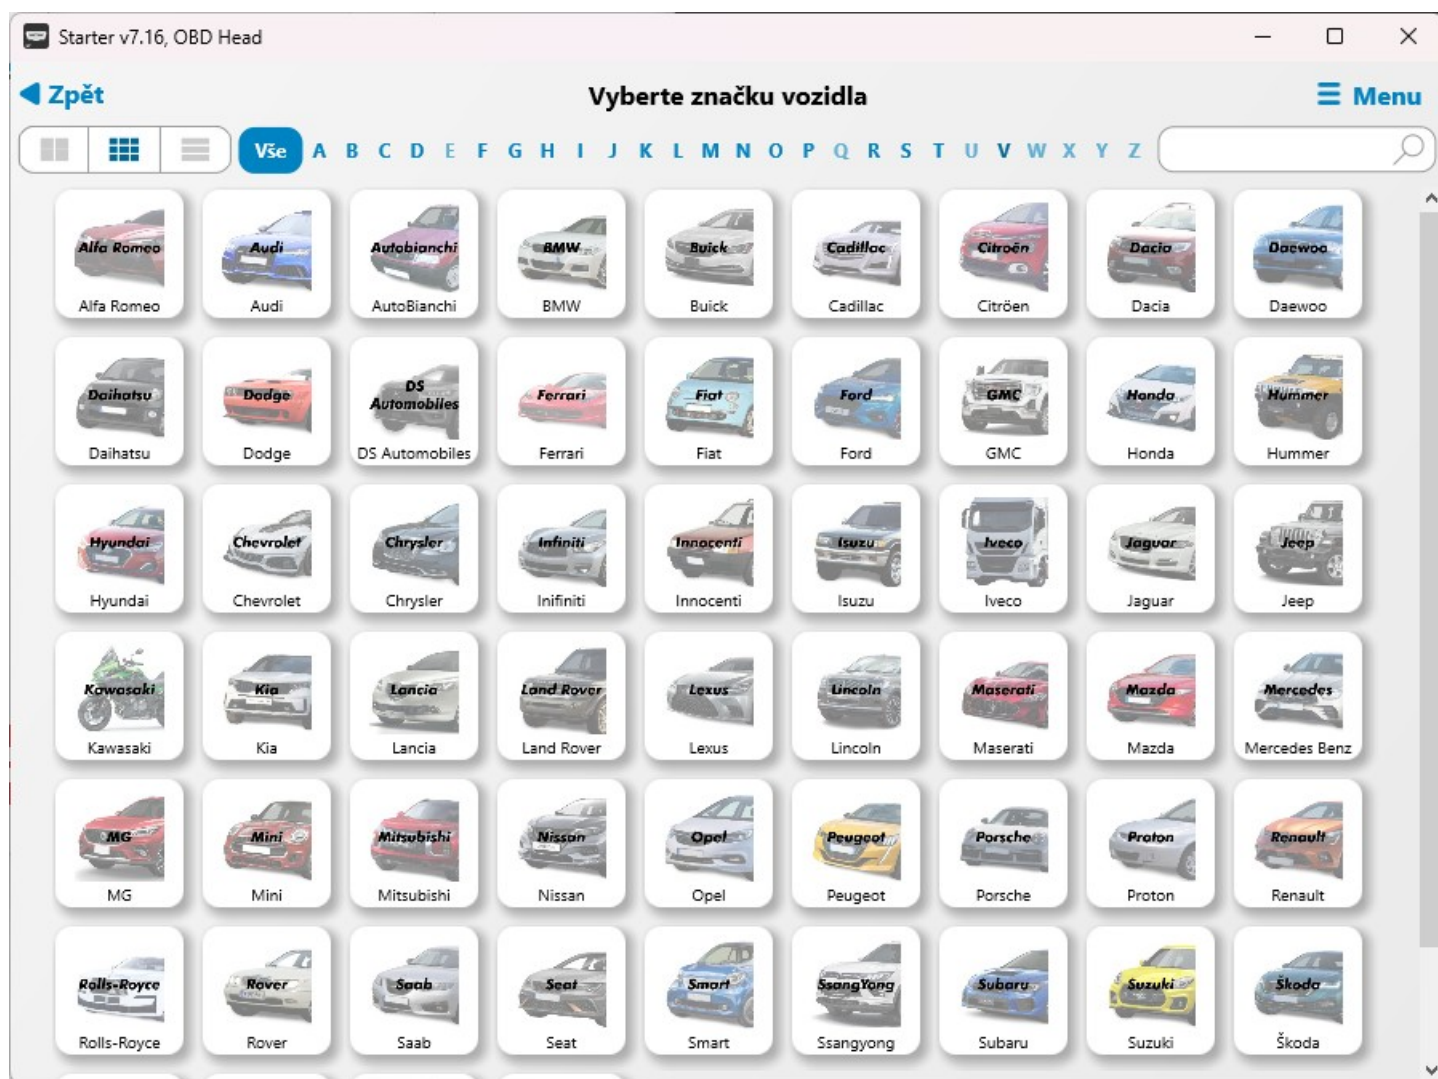 Starter v7.16, OBD Head
Zpět
Vyberte značku vozidla
Menu
Vše A B C D E F G H I J K L M N O P Q R S T U V W X Y Z
Alfa Romeo Audi Autobianchi BMW Buick Cadillac Citroën Dacia Daewoo
Alfa Romeo Audi AutoBianchi BMW Buick Cadillac Citröen Dacia Daewoo
Daihatsu Dodge DS Automobiles Ferrari Fiat Ford GMC Honda Hummer
Daihatsu Dodge DS Automobiles Ferrari Fiat Ford GMC Honda Hummer
Hyundai Chevrolet Chrysler Infiniti Innocenti Isuzu Iveco Jaguar Jeep
Hyundai Chevrolet Chrysler Inifiniti Innocenti Isuzu Iveco Jaguar Jeep
Kawasaki Kia Lancia Land Rover Lexus Lincoln Maserati Mazda Mercedes
Kawasaki Kia Lancia Land Rover Lexus Lincoln Maserati Mazda Mercedes Benz
MG Mini Mitsubishi Nissan Opel Peugeot Porsche Proton Renault
MG Mini Mitsubishi Nissan Opel Peugeot Porsche Proton Renault
Rolls-Royce Rover Saab Seat Smart SsangYong Subaru Suzuki Škoda
Rolls-Royce Rover Saab Seat Smart Ssangyong Subaru Suzuki Škoda